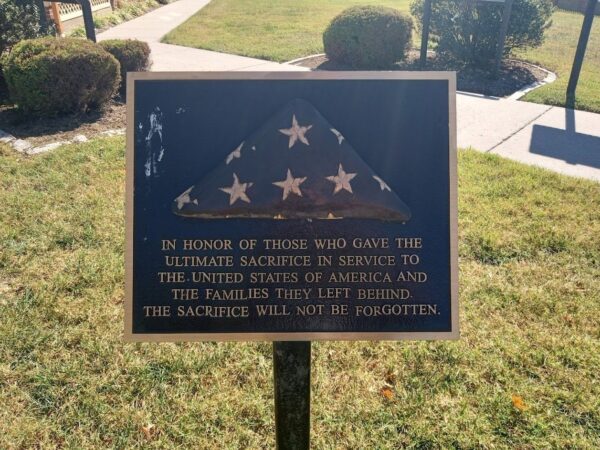 IN HONOR OF THOSE WHO GAVE THE
ULTIMATE SACRIFICE IN SERVICE TO
THE UNITED STATES OF AMERICA AND
THE FAMILIES THEY LEFT BEHIND.
THE SACRIFICE WILL NOT BE FORGOTTEN.